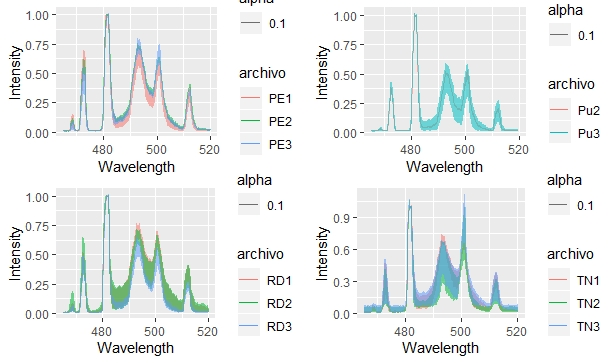 alpha
0.1
archivo
PE1
PE2
PE3
Intensity
1.00
0.75
0.50
0.25
0.00
480
500
520
Wavelength
alpha
0.1
archivo
Pu2
Pu3
Intensity
1.00
0.75
0.50
0.25
0.00
480
500
520
Wavelength
alpha
0.1
archivo
RD1
RD2
RD3
Intensity
1.00
0.75
0.50
0.25
0.00
480
500
520
Wavelength
alpha
0.1
archivo
TN1
TN2
TN3
Intensity
0.9
0.6
0.3
0.0
480
500
520
Wavelength